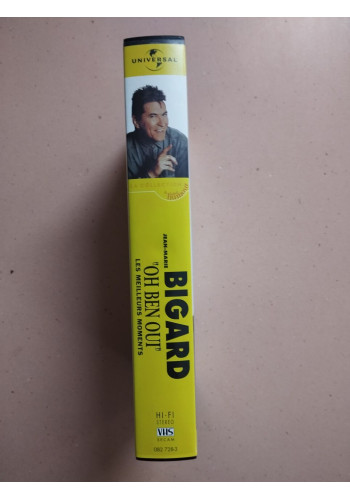 UNIVERSAL
JEAN-MARIE
BIGARD
"OH BEN OUI"
LES MEILLEURS MOMENTS
HI-FI
STEREO
VHS
SECAM